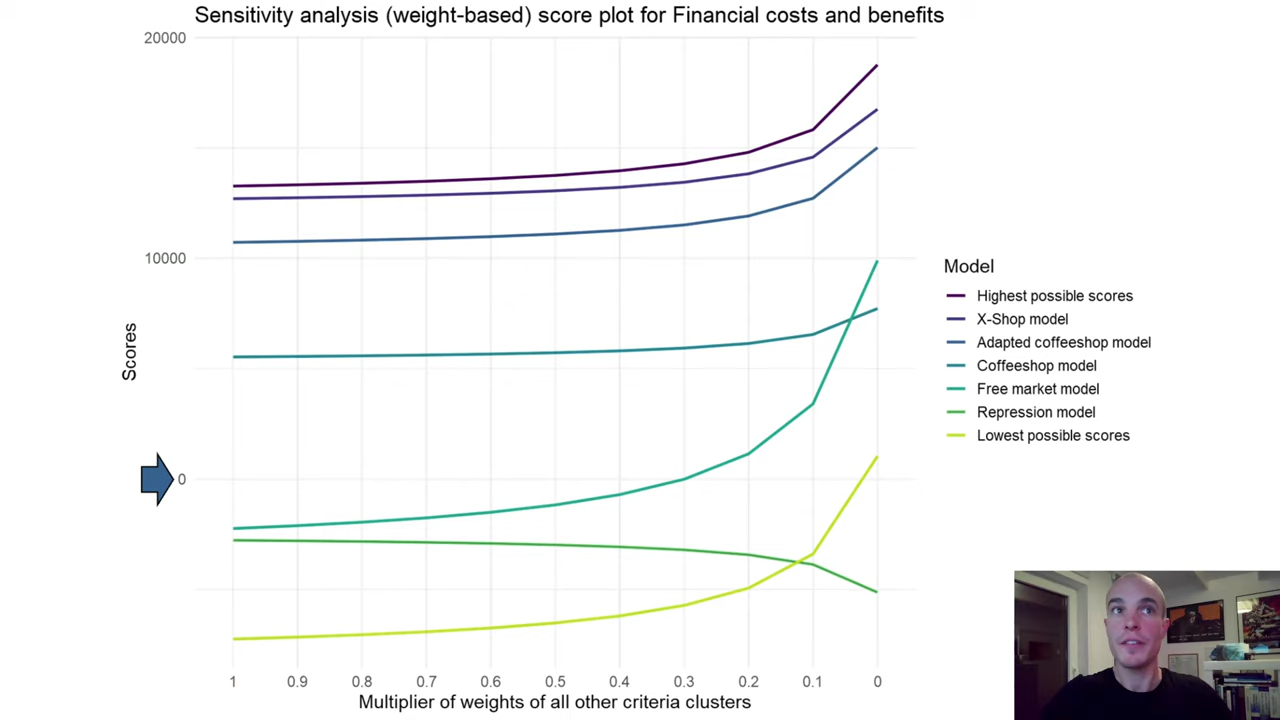 Sensitivity analysis (weight-based) score plot for Financial costs and benefits
20000
10000
0
Scores
1 0.9 0.8 0.7 0.6 0.5 0.4 0.3 0.2 0.1 0
Multiplier of weights of all other criteria clusters
Model
Highest possible scores
X-Shop model
Adapted coffeeshop model
Coffeeshop model
Free market model
Repression model
Lowest possible scores